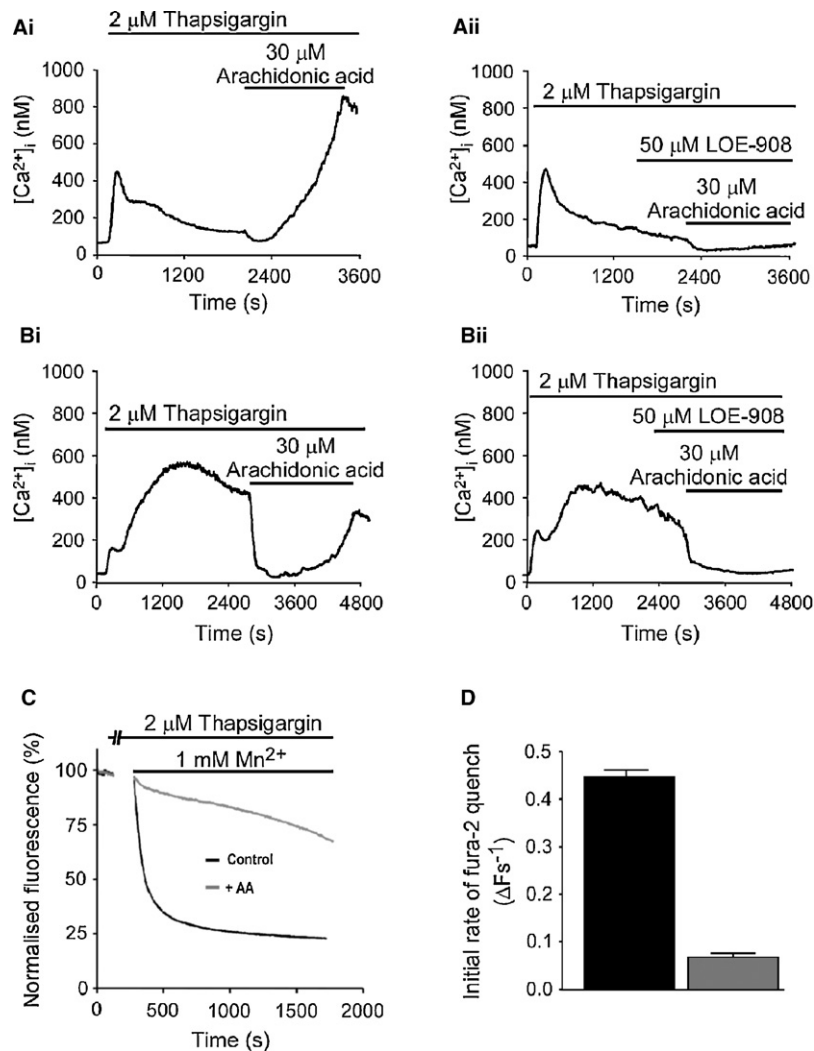 Ai
2 μM Thapsigargin
30 μM
Arachidonic acid
[Ca²⁺]ᵢ (nM)
1000
800
600
400
200
0
0 1200 2400 3600
Time (s)
Aii
2 μM Thapsigargin
50 μM LOE-908
30 μM
Arachidonic acid
[Ca²⁺]ᵢ (nM)
1000
800
600
400
200
0
0 1200 2400 3600
Time (s)
Bi
2 μM Thapsigargin
30 μM
Arachidonic acid
[Ca²⁺]ᵢ (nM)
1000
800
600
400
200
0
0 1200 2400 3600 4800
Time (s)
Bii
2 μM Thapsigargin
50 μM LOE-908
30 μM
Arachidonic acid
[Ca²⁺]ᵢ (nM)
1000
800
600
400
200
0
0 1200 2400 3600 4800
Time (s)
C
2 μM Thapsigargin
1 mM Mn²⁺
Normalised fluorescence (%)
100
75
50
25
0
Control
+ AA
0 500 1000 1500 2000
Time (s)
D
Initial rate of fura-2 quench
(ΔFs⁻¹)
0.5
0.4
0.3
0.2
0.1
0.0